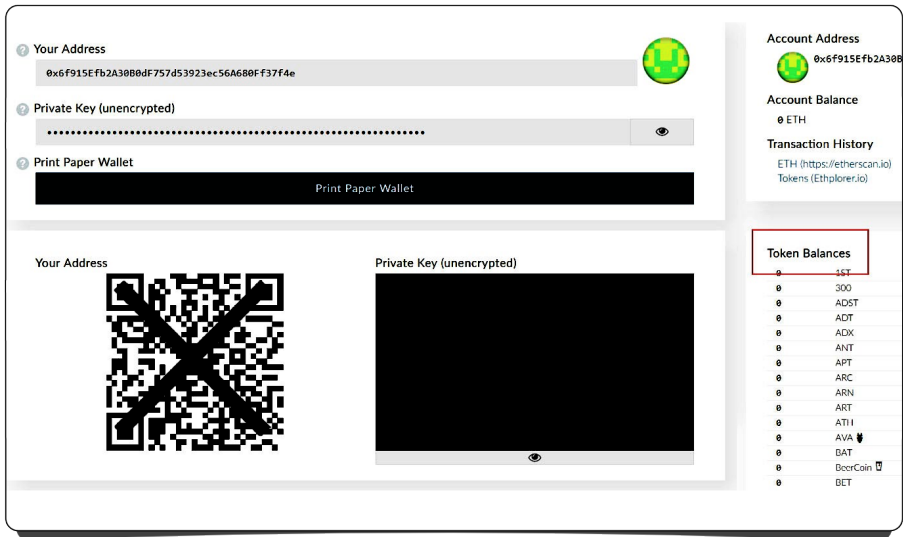 Your Address
0x6f915Efb2A30B0dF757d53923ec56A680Ff37f4e
Private Key (unencrypted)
Print Paper Wallet
Print Paper Wallet
Your Address
Private Key (unencrypted)
Account Address
0x6f915Efb2A30B
Account Balance
0 ETH
Transaction History
ETH (https://etherscan.io)
Tokens (Ethplorer.io)
Token Balances
0 1ST
0 300
0 ADST
0 ADT
0 ADX
0 ANT
0 APT
0 ARC
0 ARN
0 ART
0 ATH
0 AVA
0 BAT
0 BeerCoin
0 BET